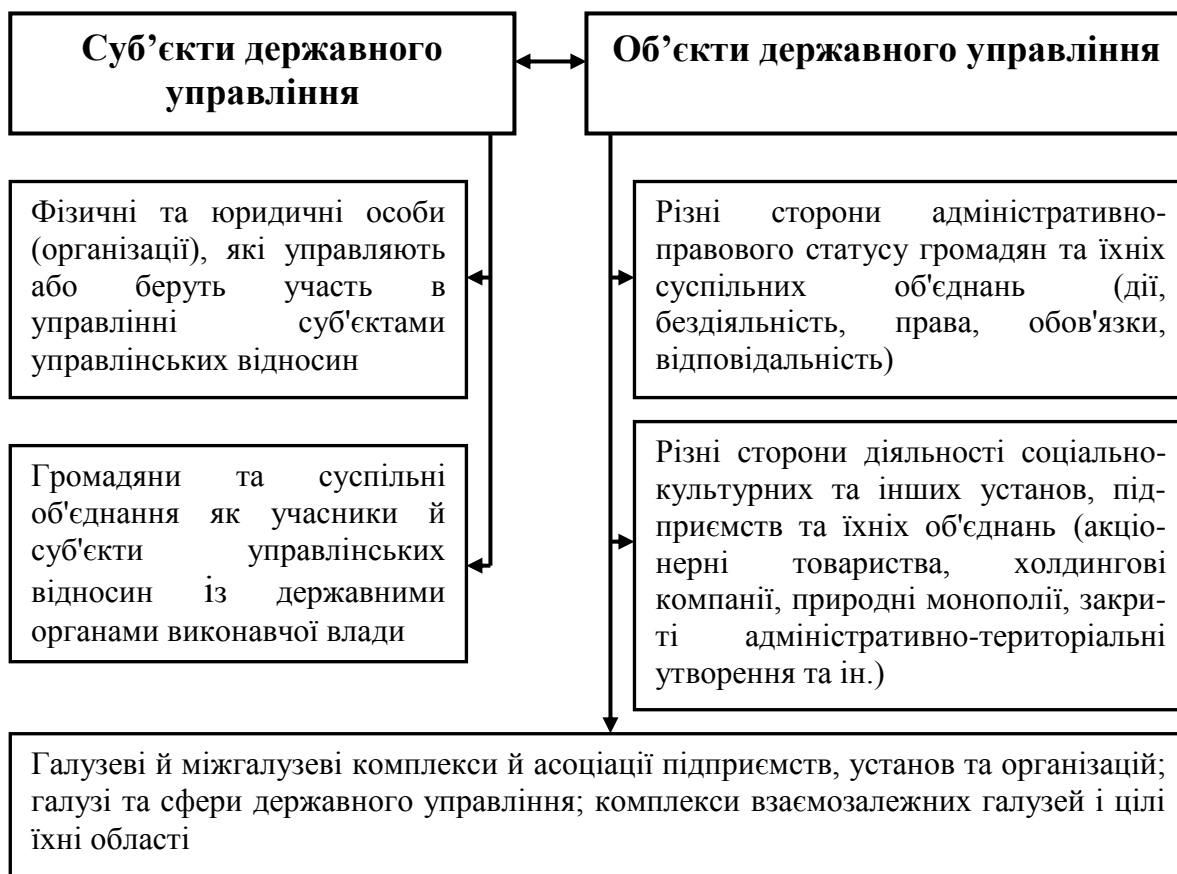 Суб’єкти державного
управління
Об’єкти державного управління
Фізичні та юридичні особи
(організації), які управляють
або беруть участь в
управлінні суб'єктами
управлінських відносин
Громадяни та суспільні
об'єднання як учасники й
суб'єкти управлінських
відносин із державними
органами виконавчої влади
Різні сторони адміністративно-
правового статусу громадян та їхніх
суспільних об'єднань (дії,
бездіяльність, права, обов'язки,
відповідальність)
Різні сторони діяльності соціально-
культурних та інших установ, під-
приємств та їхніх об'єднань (акціо-
нерні товариства, холдингові
компанії, природні монополії, закри-
ті адміністративно-територіальні
утворення та ін.)
Галузеві й міжгалузеві комплекси й асоціації підприємств, установ та організацій;
галузі та сфери державного управління; комплекси взаємозалежних галузей і цілі
їхні області